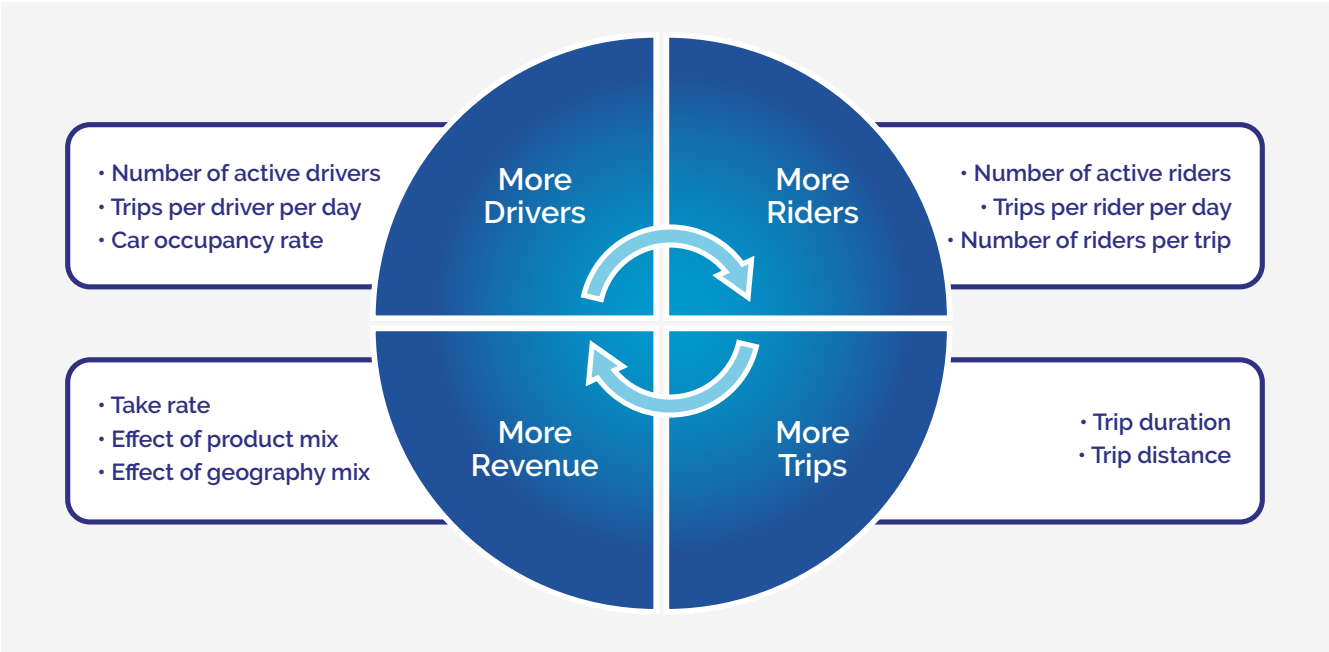 • Number of active drivers
• Trips per driver per day
• Car occupancy rate
More
Drivers
More
Riders
• Number of active riders
• Trips per rider per day
• Number of riders per trip
• Take rate
• Effect of product mix
• Effect of geography mix
More
Revenue
More
Trips
• Trip duration
• Trip distance